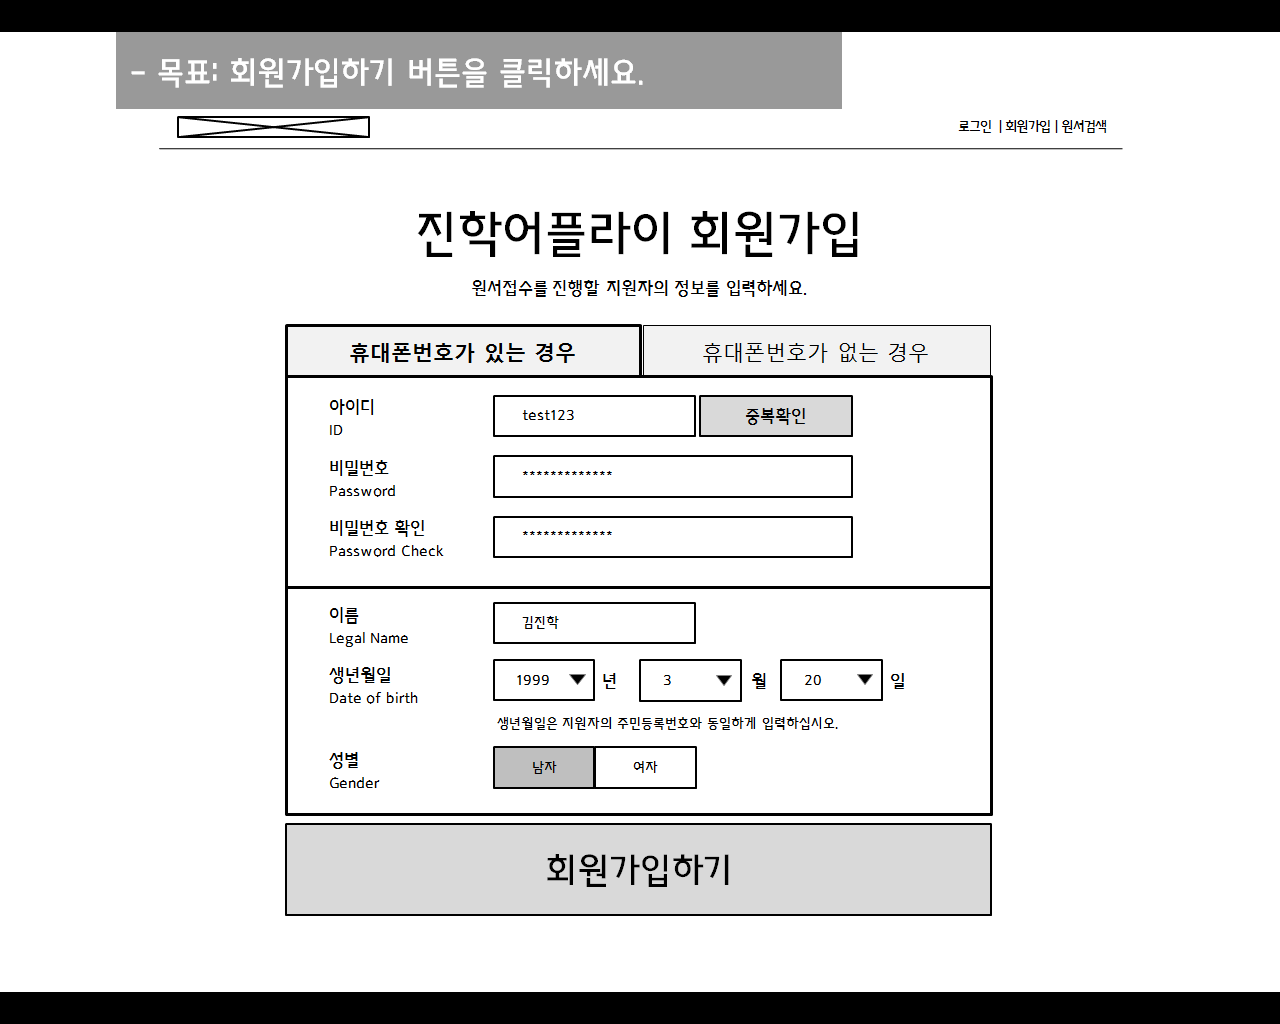 - 목표: 회원가입하기 버튼을 클릭하세요.
로그인 | 회원가입 | 원서검색
진학어플라이 회원가입
원서접수를 진행할 지원자의 정보를 입력하세요.
휴대폰번호가 있는 경우
휴대폰번호가 없는 경우
아이디
ID
test123
중복확인
비밀번호
Password
*************
비밀번호 확인
Password Check
*************
이름
Legal Name
김진학
생년월일
Date of birth
1999 년 3 월 20 일
생년월일은 지원자의 주민등록번호와 동일하게 입력하십시오.
성별
Gender
남자
여자
회원가입하기